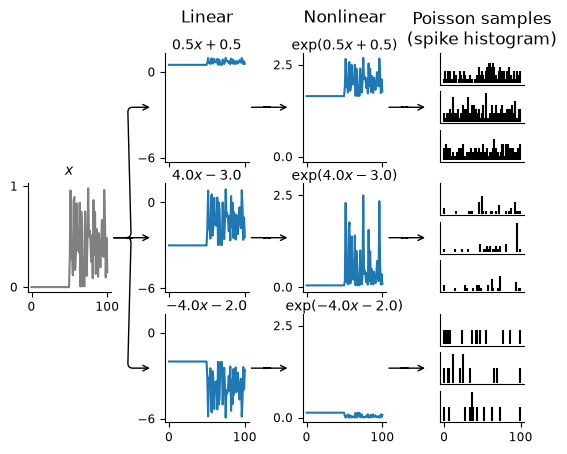 Linear
Nonlinear
Poisson samples
(spike histogram)
0.5x + 0.5
exp(0.5x + 0.5)
0
−6
2.5
0.0
x
1
0
0
100
4.0x − 3.0
exp(4.0x − 3.0)
0
−6
2.5
0.0
−4.0x − 2.0
exp(−4.0x − 2.0)
0
−6
0
100
2.5
0.0
0
100
0
100